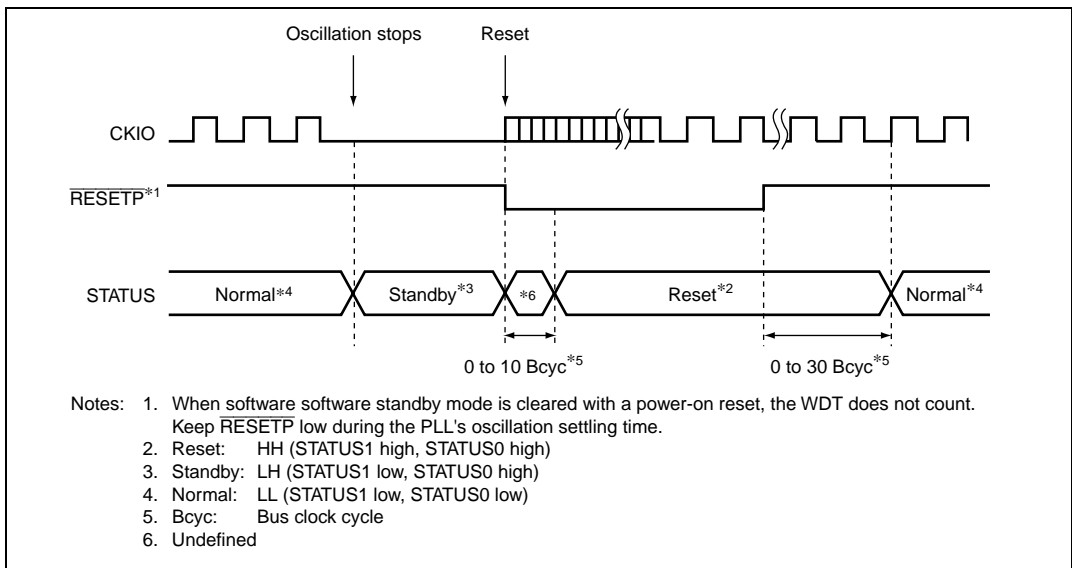 Oscillation stops Reset
CKIO
RESETP*1
STATUS Normal*4 Standby*3 *6 Reset*2 Normal*4
0 to 10 Bcyc*5 0 to 30 Bcyc*5
Notes: 1. When software software standby mode is cleared with a power-on reset, the WDT does not count.
Keep RESETP low during the PLL's oscillation settling time.
2. Reset: HH (STATUS1 high, STATUS0 high)
3. Standby: LH (STATUS1 low, STATUS0 high)
4. Normal: LL (STATUS1 low, STATUS0 low)
5. Bcyc: Bus clock cycle
6. Undefined